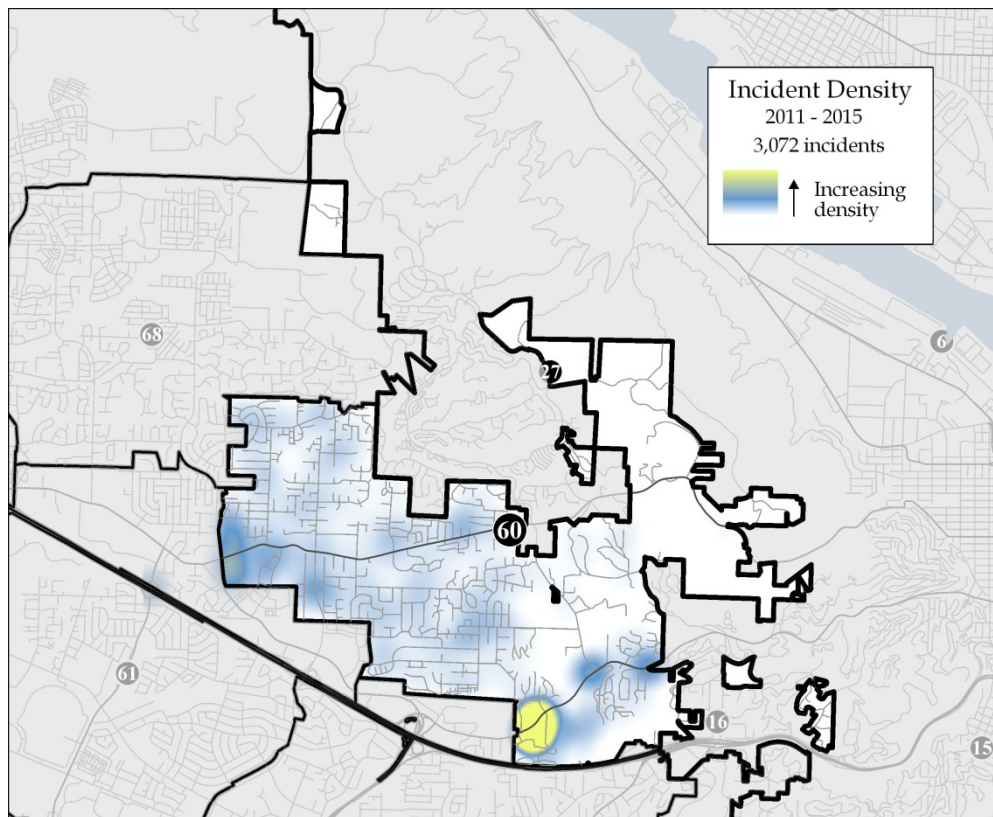 Incident Density
2011 - 2015
3,072 incidents
Increasing
density
68
6
27
60
61
16
15